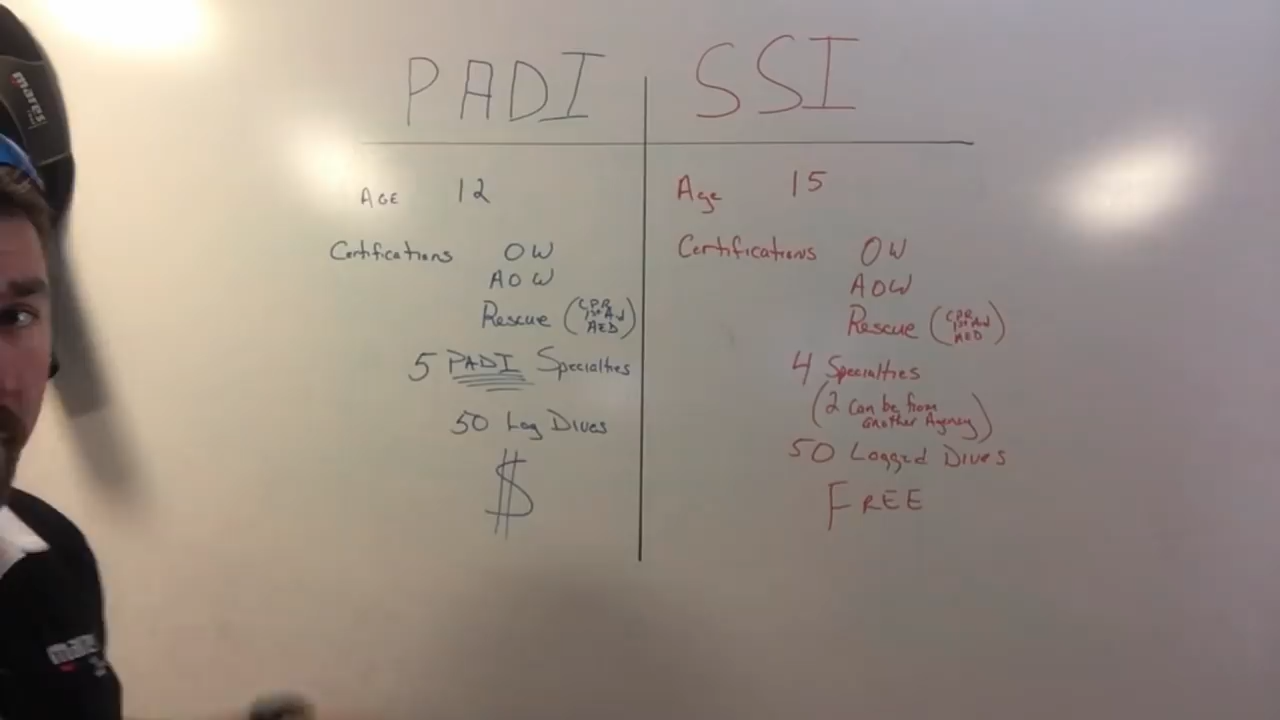 PADI
AGE 12
Certifications OW
AOW
Rescue (CPR
1st Aid
AED)
5 PADI Specialties
50 Log Dives
$
SSI
Age 15
Certifications OW
AOW
Rescue (CPR
1st Aid
AED)
4 Specialties
(2 can be from
another Agency)
50 Logged Dives
FREE
mares
mares